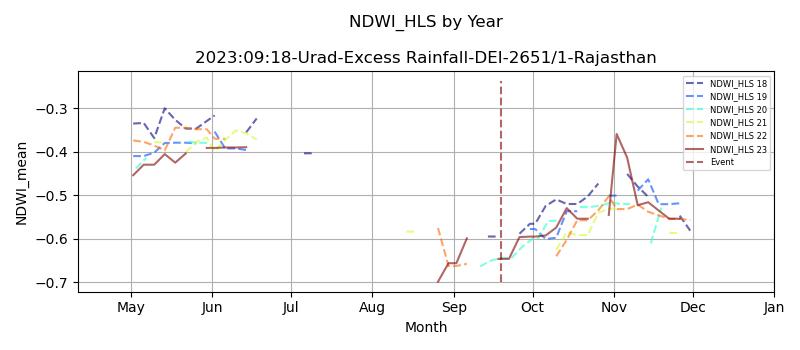 NDWI_HLS by Year
2023:09:18-Urad-Excess Rainfall-DEI-2651/1-Rajasthan
NDWI_HLS 18
NDWI_HLS 19
NDWI_HLS 20
NDWI_HLS 21
NDWI_HLS 22
NDWI_HLS 23
Event
NDWI_mean
−0.3
−0.4
−0.5
−0.6
−0.7
May Jun Jul Aug Sep Oct Nov Dec Jan
Month